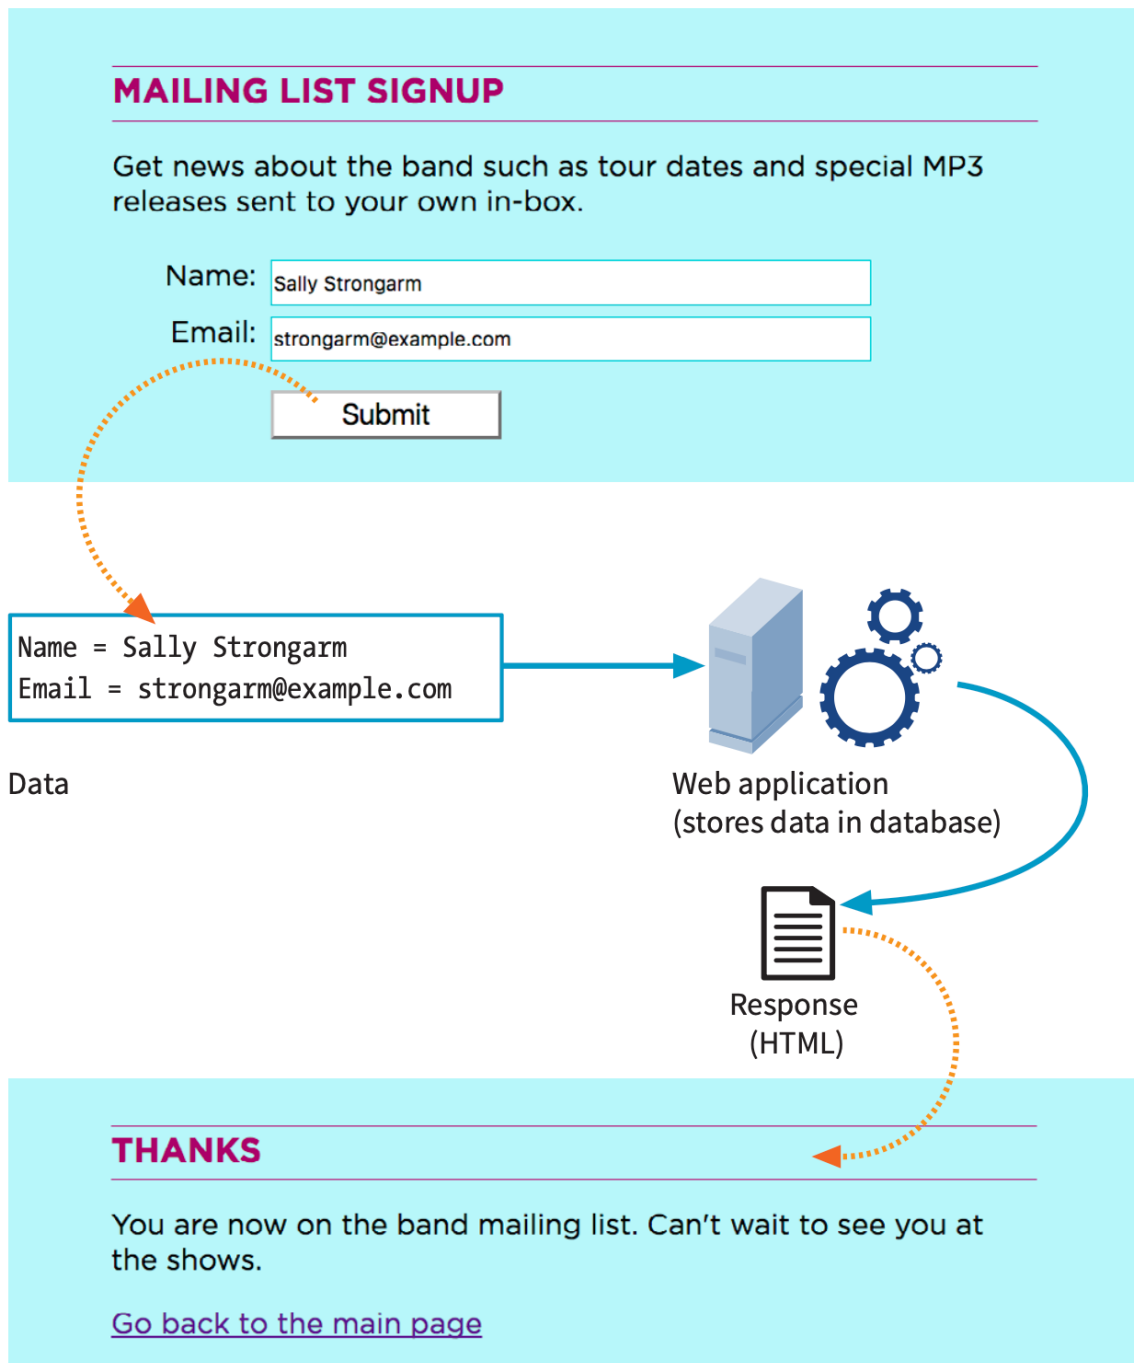 MAILING LIST SIGNUP
Get news about the band such as tour dates and special MP3
releases sent to your own in-box.
Name: Sally Strongarm
Email: strongarm@example.com
Submit
Name = Sally Strongarm
Email = strongarm@example.com
Data
Web application
(stores data in database)
Response
(HTML)
THANKS
You are now on the band mailing list. Can't wait to see you at
the shows.
Go back to the main page